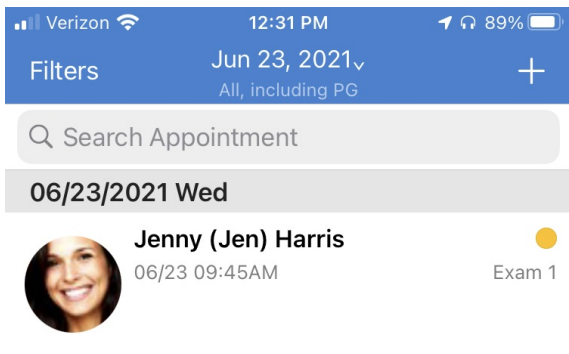 Verizon 12:31 PM 89%
Filters Jun 23, 2021
All, including PG
Search Appointment
06/23/2021 Wed
Jenny (Jen) Harris
06/23 09:45AM Exam 1